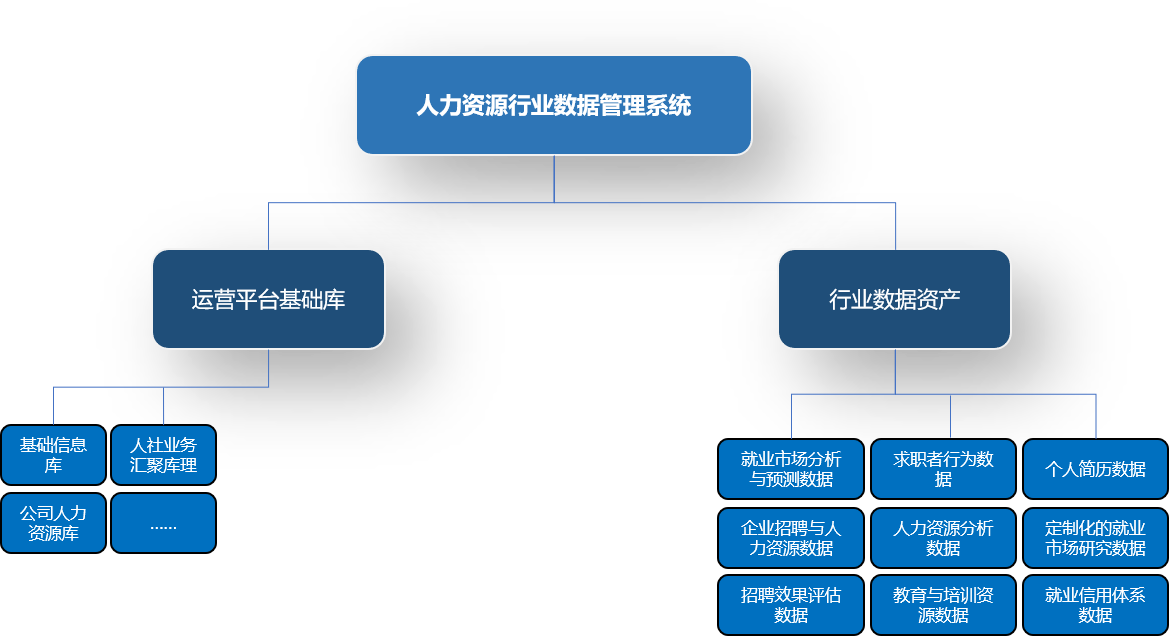 人力资源行业数据管理系统
运营平台基础库
行业数据资产
基础信息
库
人社业务
汇聚库理
公司人力
资源库
……
就业市场分析
与预测数据
求职者行为数
据
个人简历数据
企业招聘与人
力资源数据
人力资源分析
数据
定制化的就业
市场研究数据
招聘效果评估
数据
教育与培训资
源数据
就业信用体系
数据